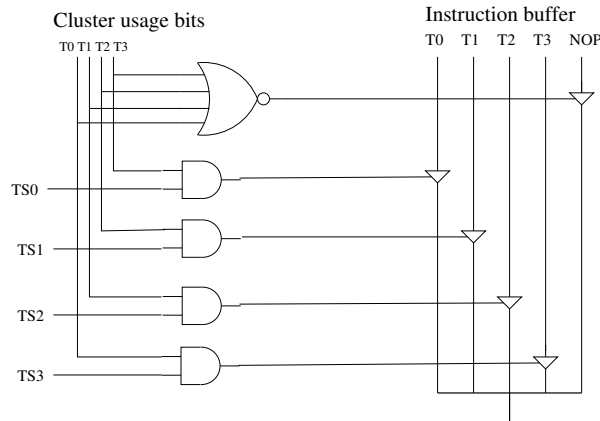 Cluster usage bits
T0 T1 T2 T3
Instruction buffer
T0 T1 T2 T3 NOP
TS0
TS1
TS2
TS3